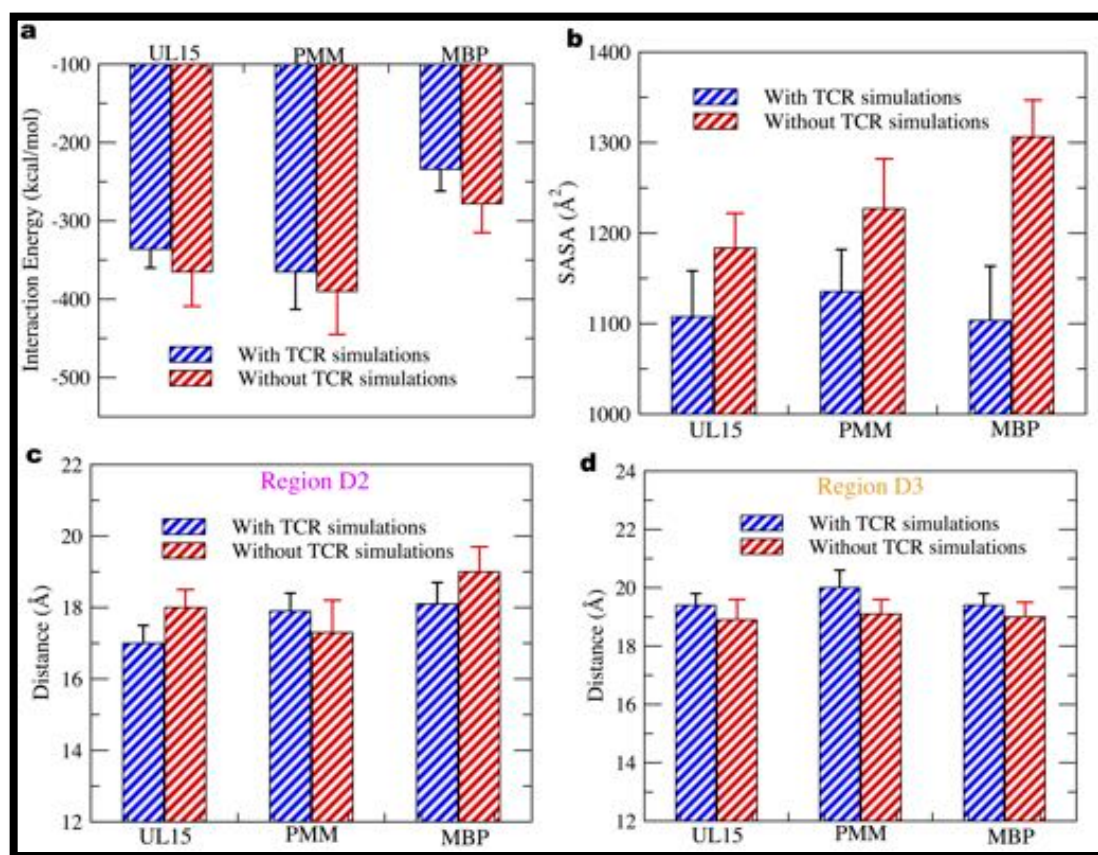 a
UL15 PMM MBP
-100
-200
-300
-400
-500
Interaction Energy (kcal/mol)
With TCR simulations
Without TCR simulations
b
1400
1300
1200
1100
1000
SASA (Å²)
With TCR simulations
Without TCR simulations
UL15 PMM MBP
c
Region D2
22
20
18
16
14
12
Distance (Å)
With TCR simulations
Without TCR simulations
UL15 PMM MBP
d
Region D3
24
22
20
18
16
14
12
Distance (Å)
With TCR simulations
Without TCR simulations
UL15 PMM MBP